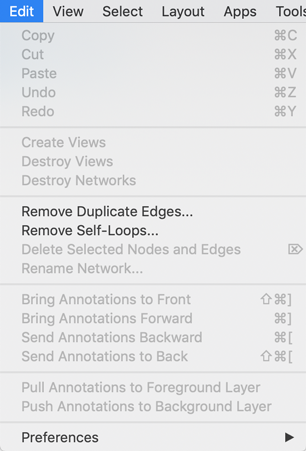 Edit View Select Layout Apps Tools
Copy ⌘C
Cut ⌘X
Paste ⌘V
Undo ⌘Z
Redo ⌘Y
Create Views
Destroy Views
Destroy Networks
Remove Duplicate Edges...
Remove Self-Loops...
Delete Selected Nodes and Edges ⌦
Rename Network...
Bring Annotations to Front ⇧⌘]
Bring Annotations Forward ⌘]
Send Annotations Backward ⌘[
Send Annotations to Back ⇧⌘[
Pull Annotations to Foreground Layer
Push Annotations to Background Layer
Preferences ▶